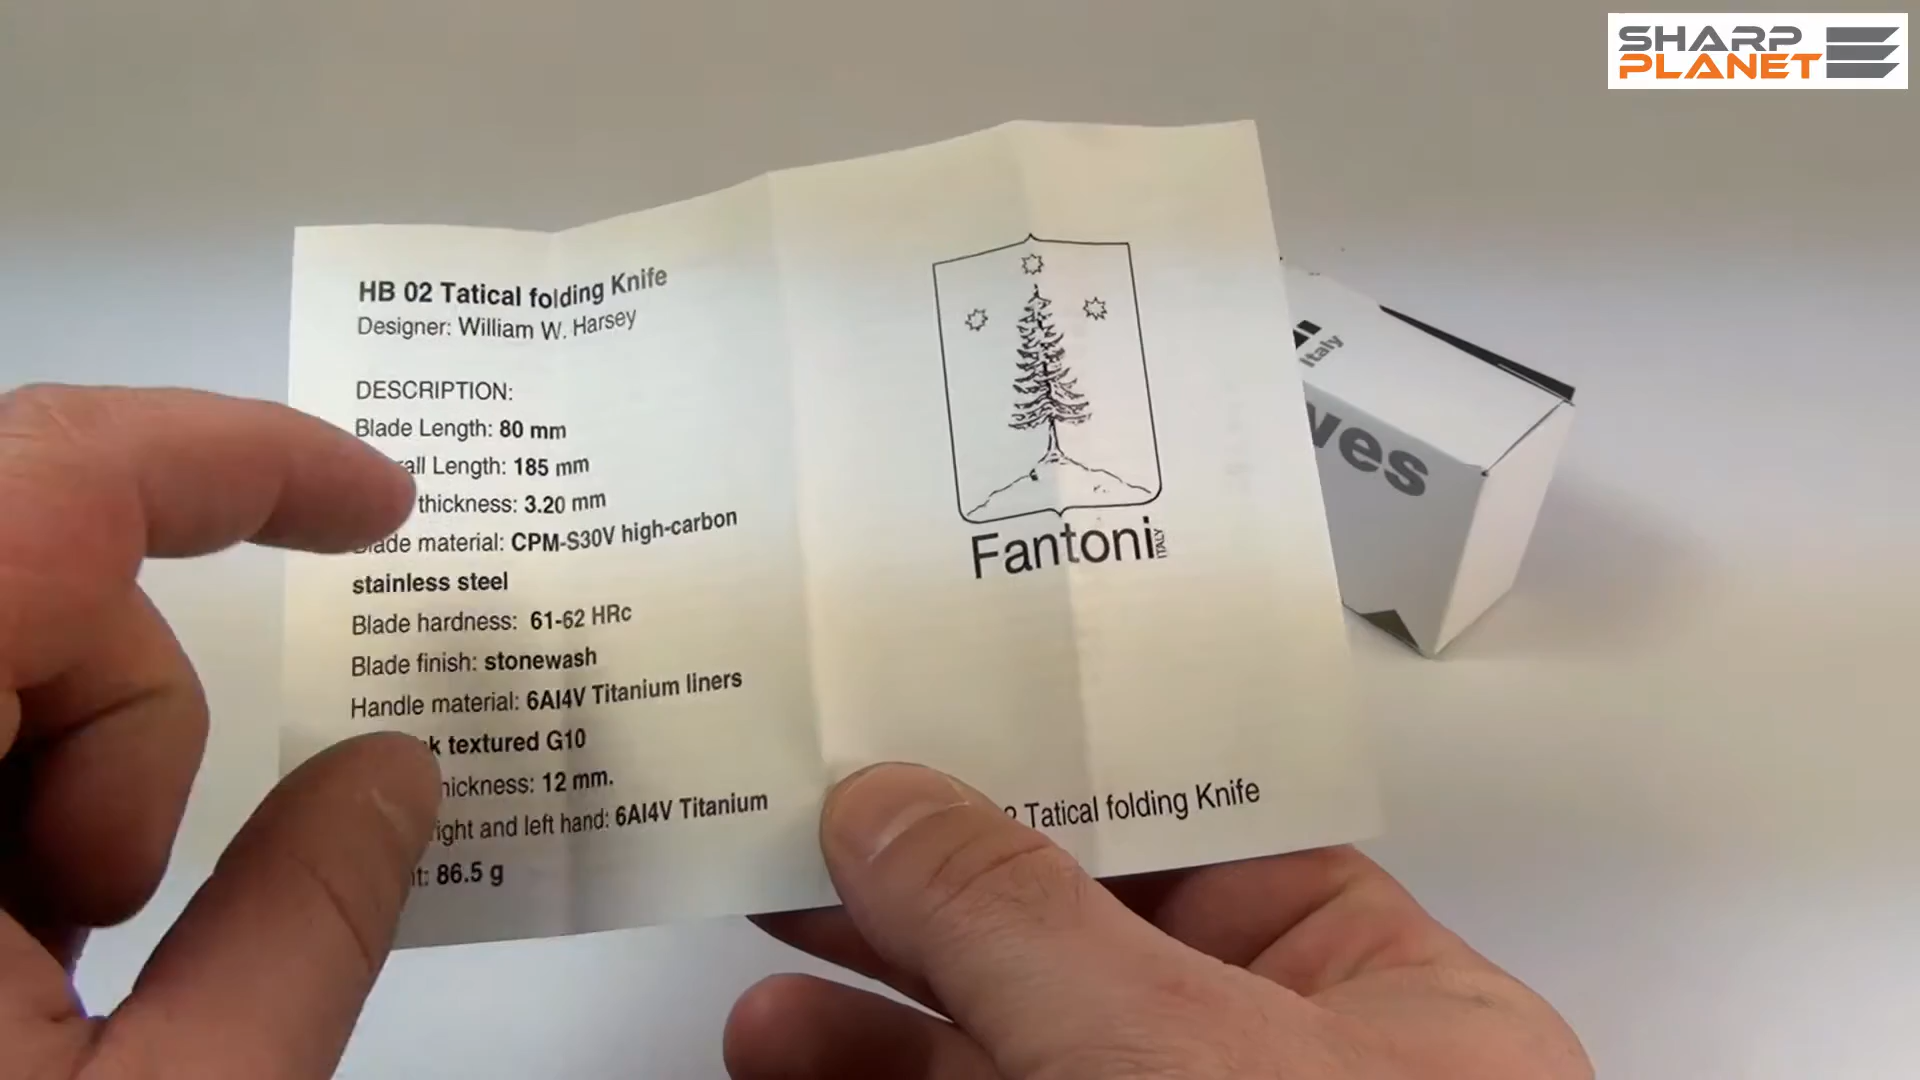 SHARP
PLANET
HB 02 Tatical folding Knife
Designer: William W. Harsey
DESCRIPTION:
Blade Length: 80 mm
all Length: 185 mm
thickness: 3.20 mm
Blade material: CPM-S30V high-carbon
stainless steel
Blade hardness: 61-62 HRc
Blade finish: stonewash
Handle material: 6Al4V Titanium liners
k textured G10
hickness: 12 mm.
ight and left hand: 6Al4V Titanium
t: 86.5 g
Fantoni
ITALY
2 Tatical folding Knife
i
Italy
ves